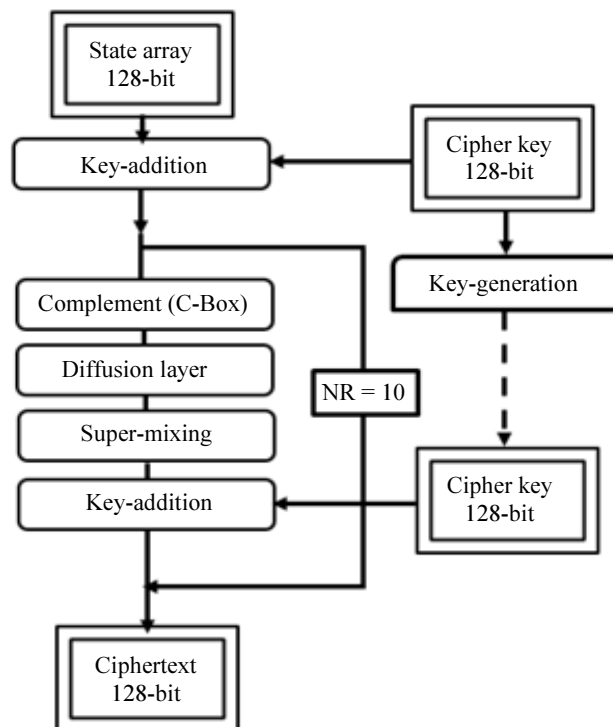 State array
128-bit
Key-addition
Cipher key
128-bit
Key-generation
Complement (C-Box)
Diffusion layer
NR = 10
Super-mixing
Key-addition
Cipher key
128-bit
Ciphertext
128-bit